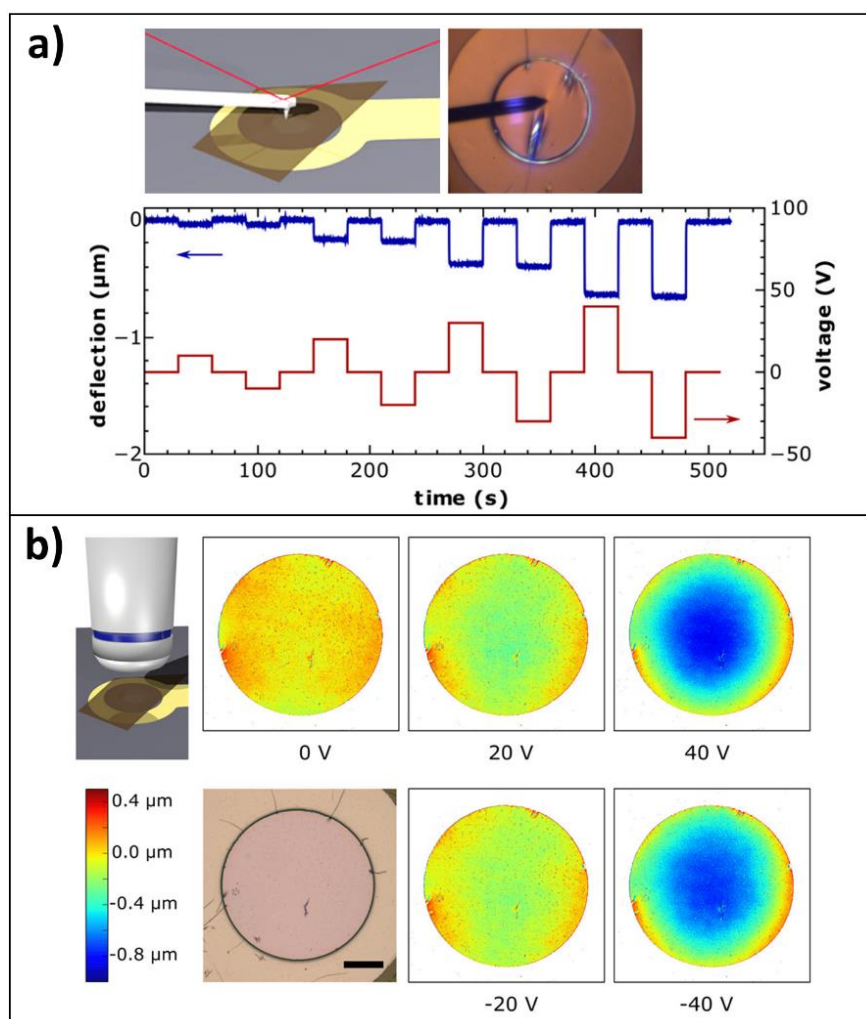 a)
0
100
deflection (µm)
−1
50
voltage (V)
0
−2
−50
0
100
200
300
400
500
time (s)
b)
0 V
20 V
40 V
0.4 µm
0.0 µm
-0.4 µm
-0.8 µm
-20 V
-40 V